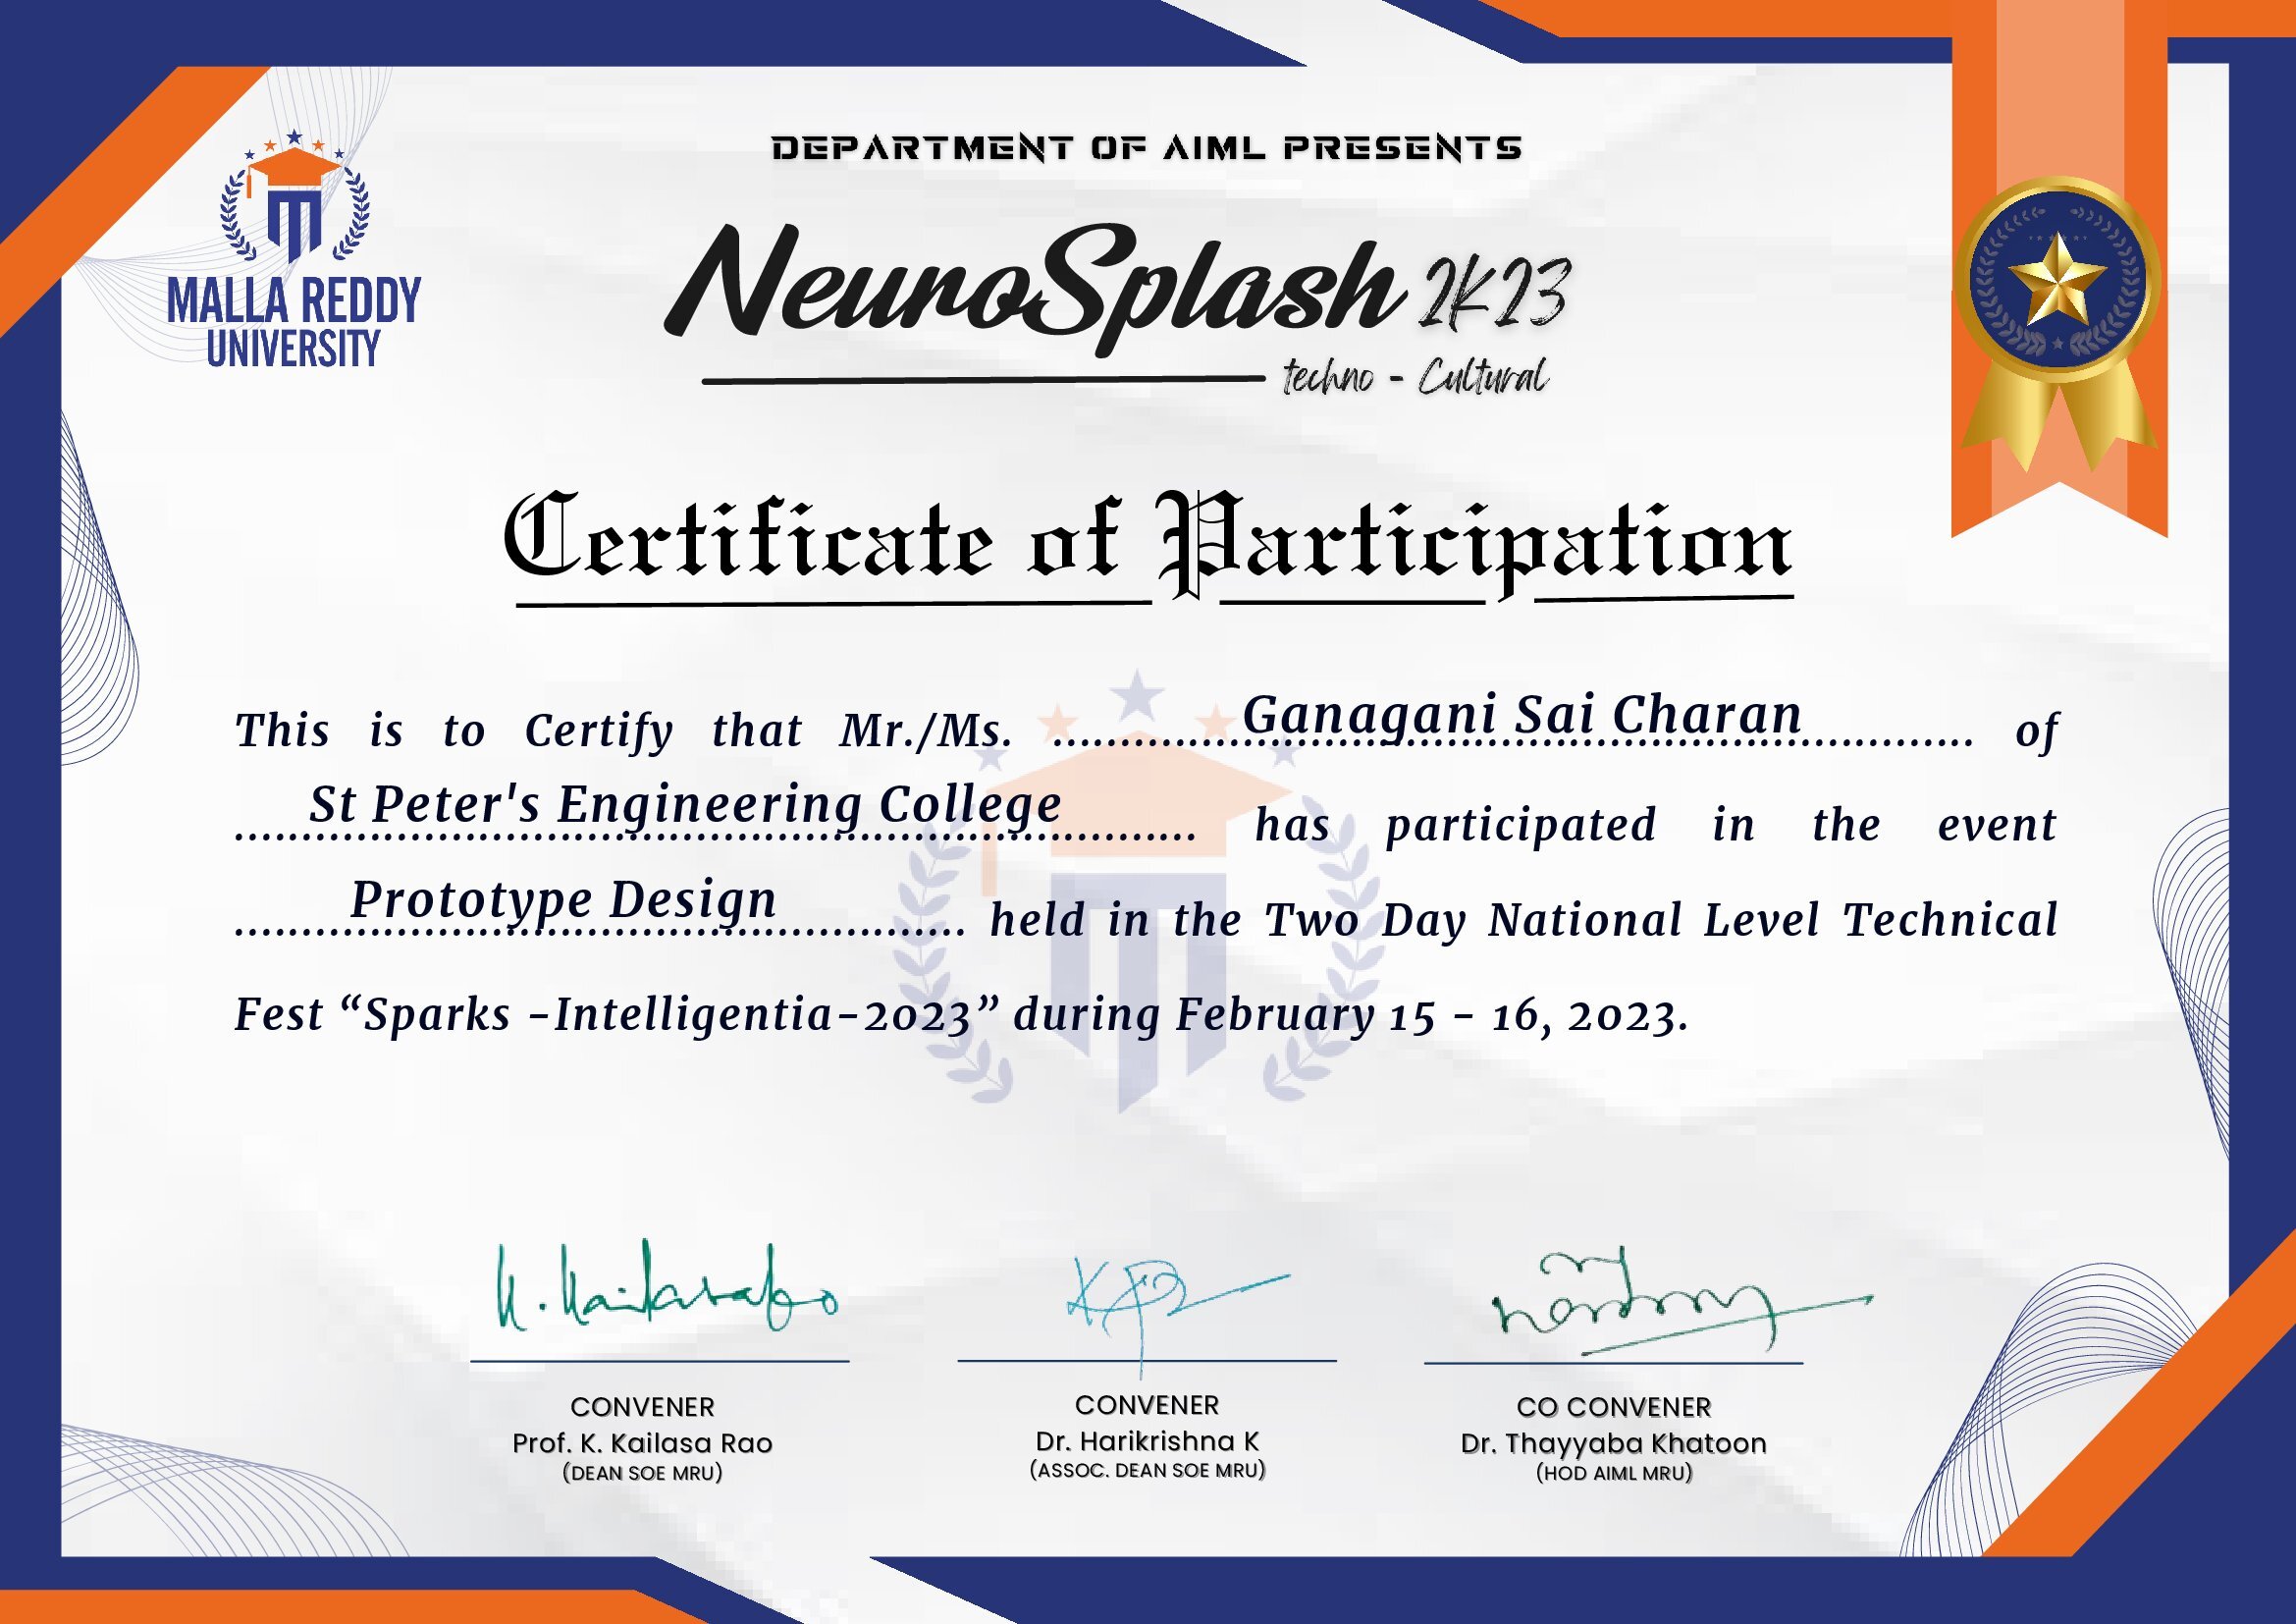 DEPARTMENT OF AIML PRESENTS
MALLA REDDY
UNIVERSITY
NeuroSplash 2K23
techno - Cultural
Certificate of Participation
This is to Certify that Mr./Ms. ........Ganagani Sai Charan........ of
St Peter's Engineering College has participated in the event
Prototype Design held in the Two Day National Level Technical
Fest “Sparks -Intelligentia-2023” during February 15 - 16, 2023.
K. Kailasa Rao
CONVENER
Prof. K. Kailasa Rao
(DEAN SOE MRU)
CONVENER
Dr. Harikrishna K
(ASSOC. DEAN SOE MRU)
CO CONVENER
Dr. Thayyaba Khatoon
(HOD AIML MRU)